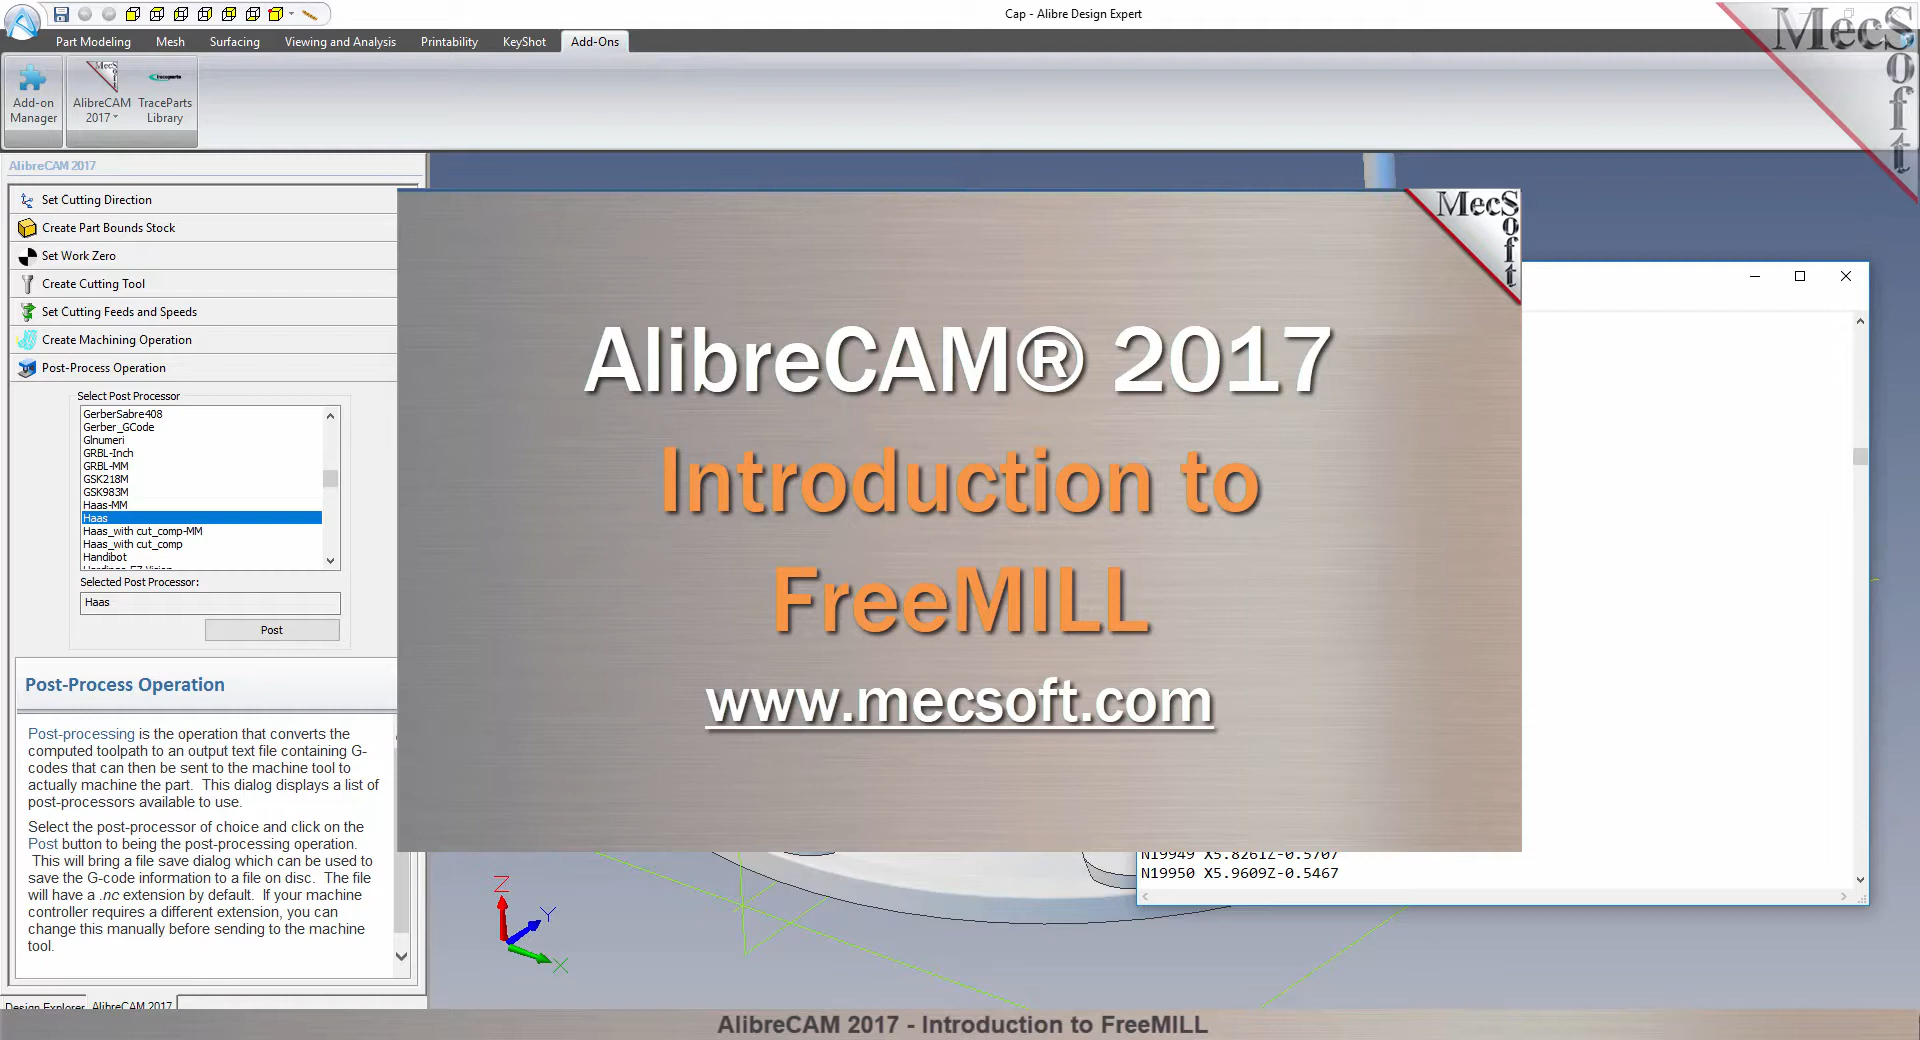 Cap - Alibre Design Expert
Part Modeling Mesh Surfacing Viewing and Analysis Printability KeyShot Add-Ons
Add-on Manager
AlibreCAM 2017
TraceParts Library
MecSoft
AlibreCAM 2017
Set Cutting Direction
Create Part Bounds Stock
Set Work Zero
Create Cutting Tool
Set Cutting Feeds and Speeds
Create Machining Operation
Post-Process Operation
Select Post Processor
GerberSabre408
Gerber_GCode
Glnumeri
GRBL-Inch
GRBL-MM
GSK218M
GSK983M
Haas-MM
Haas
Haas_with cut_comp-MM
Haas_with cut_comp
Handibot
Selected Post Processor:
Haas
Post
Post-Process Operation
Post-processing is the operation that converts the
computed toolpath to an output text file containing G-
codes that can then be sent to the machine tool to
actually machine the part. This dialog displays a list of
post-processors available to use.
Select the post-processor of choice and click on the
Post button to being the post-processing operation.
This will bring a file save dialog which can be used to
save the G-code information to a file on disc. The file
will have a .nc extension by default. If your machine
controller requires a different extension, you can
change this manually before sending to the machine
tool.
Design Explorer AlibreCAM 2017
MecSoft
AlibreCAM® 2017
Introduction to
FreeMILL
www.mecsoft.com
N19949 X5.8261Z-0.5707
N19950 X5.9609Z-0.5467
Z
Y
X
AlibreCAM 2017 - Introduction to FreeMILL